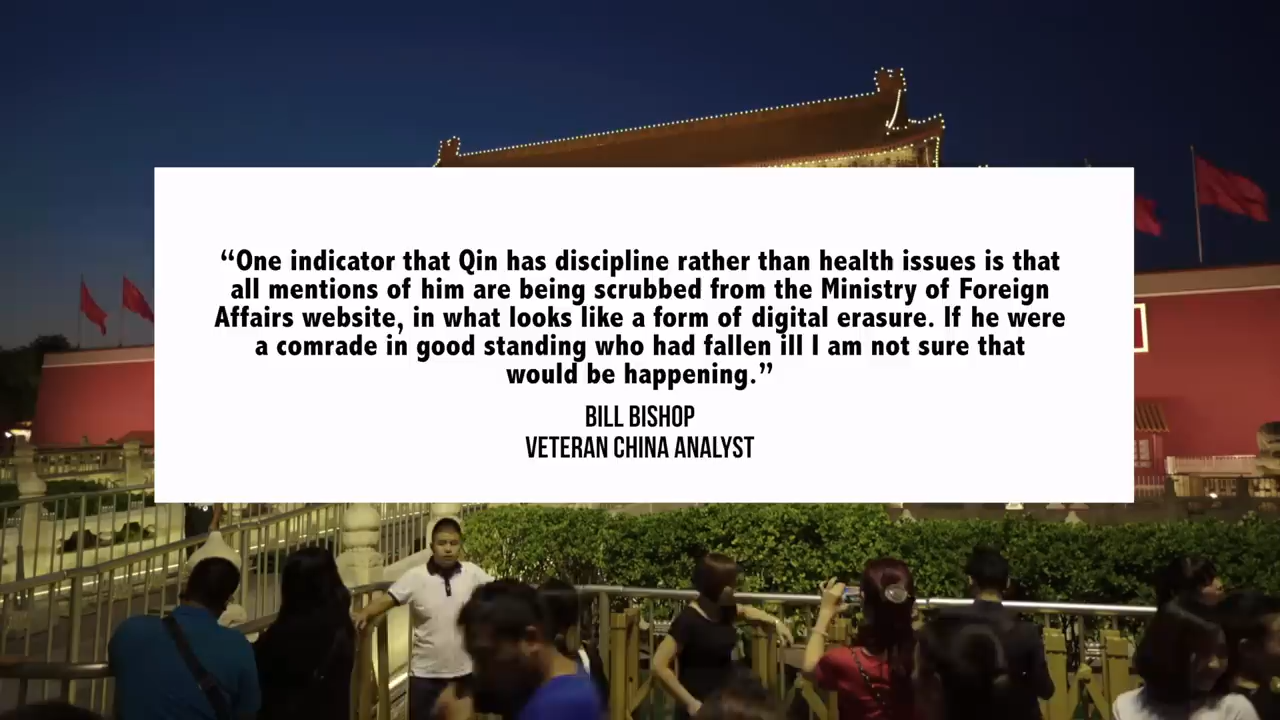 “One indicator that Qin has discipline rather than health issues is that
all mentions of him are being scrubbed from the Ministry of Foreign
Affairs website, in what looks like a form of digital erasure. If he were
a comrade in good standing who had fallen ill I am not sure that
would be happening.”
BILL BISHOP
VETERAN CHINA ANALYST